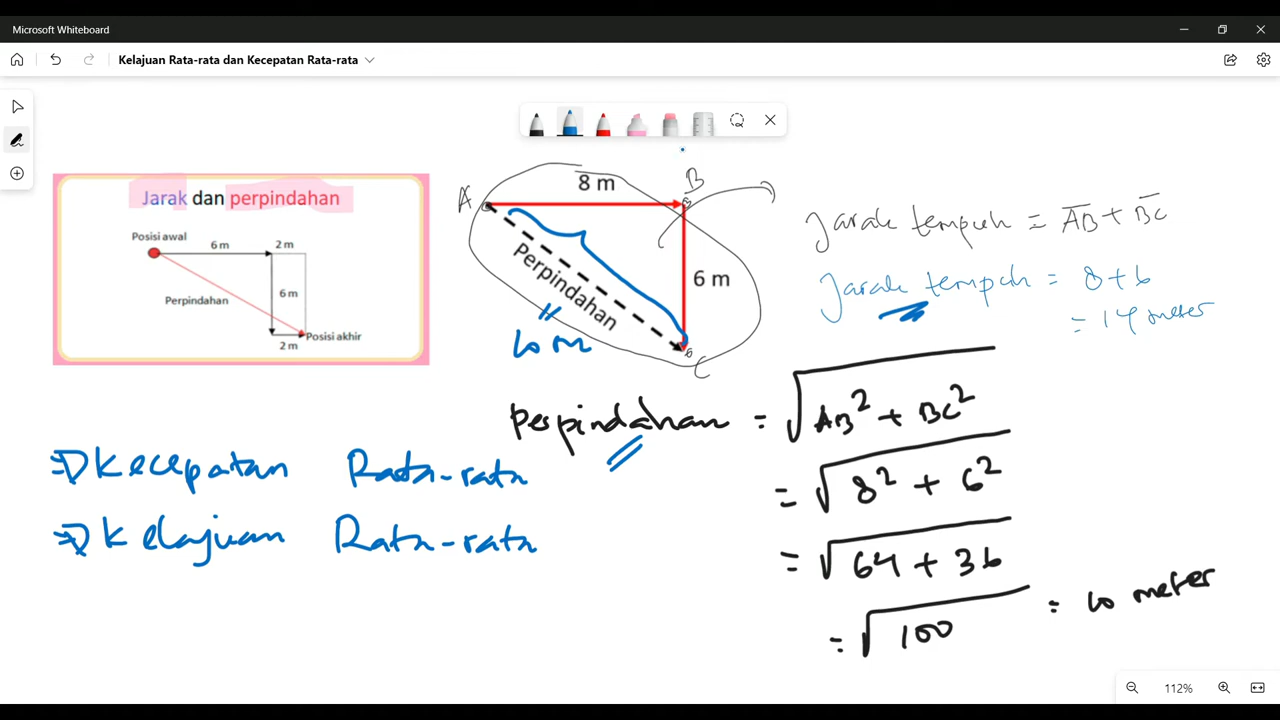 Microsoft Whiteboard
Kelajuan Rata-rata dan Kecepatan Rata-rata
Jarak dan perpindahan
Posisi awal
6 m
2 m
Perpindahan
6 m
Posisi akhir
2 m
A
8 m
B
Perpindahan
6 m
10 m
C
Jarak tempuh = AB + BC
Jarak tempuh = 8 + 6
= 14 meter
perpindahan = √AB² + BC²
= √8² + 6²
= √64 + 36
= √100 = 10 meter
⇒ Kecepatan Rata-rata
⇒ Kelajuan Rata-rata
112%